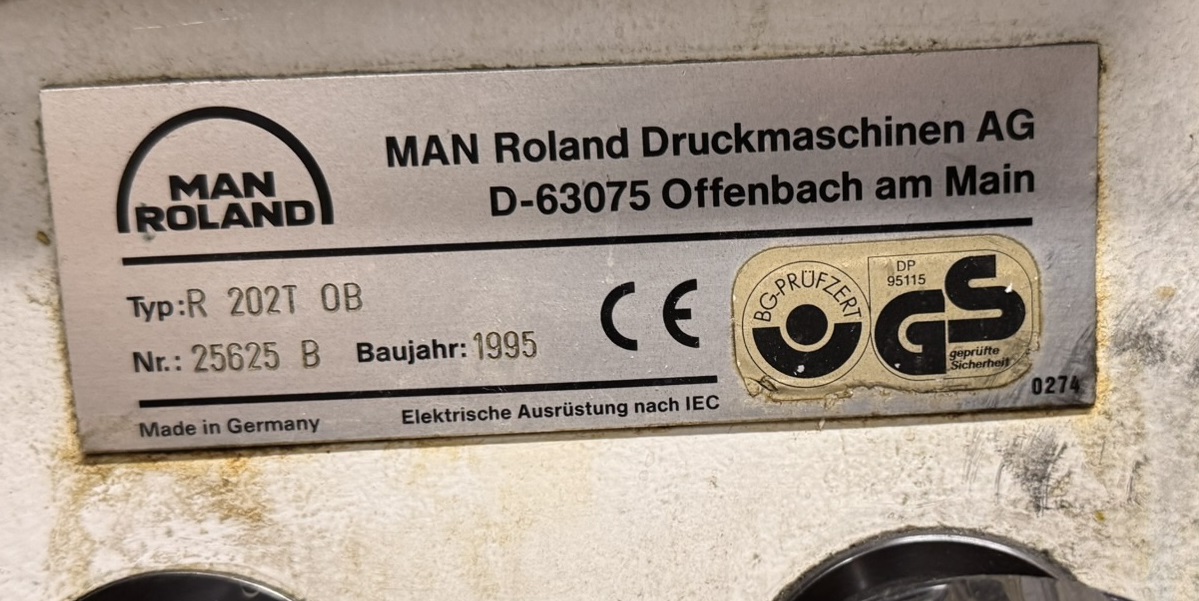 MAN
ROLAND
MAN Roland Druckmaschinen AG
D-63075 Offenbach am Main
Typ:R 202T OB
Nr.: 25625 B Baujahr: 1995
CE
BG-PRÜFZERT
DP
95115
GS
geprüfte
Sicherheit
0274
Made in Germany Elektrische Ausrüstung nach IEC